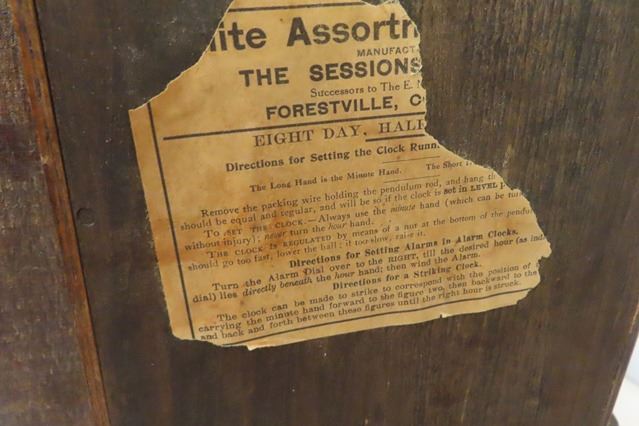 ite Assortm
MANUFACT
THE SESSIONS
Successors to The E. N
FORESTVILLE, C
EIGHT DAY, HALF
Directions for Setting the Clock Runn
The Long Hand is the Minute Hand. The Short
Remove the packing wire holding the pendulum rod, and hang th
should be equal and regular, and will be so if the clock is set in LEVEL p
TO SET THE CLOCK.—Always use the minute hand (which can be turn
without injury); never turn the hour hand.
THE CLOCK IS REGULATED by means of a nut at the bottom of the pendu
should go too fast, lower the ball; if too slow, raise it.
Directions for Setting Alarms in Alarm Clocks.
Turn the Alarm Dial over to the RIGHT, till the desired hour (as indi
dial) lies directly beneath the hour hand; then wind the Alarm.
Directions for a Striking Clock.
The clock can be made to strike to correspond with the position of
carrying the minute hand forward to the figure two, then backward to the
and back and forth between these figures until the right hour is struck.